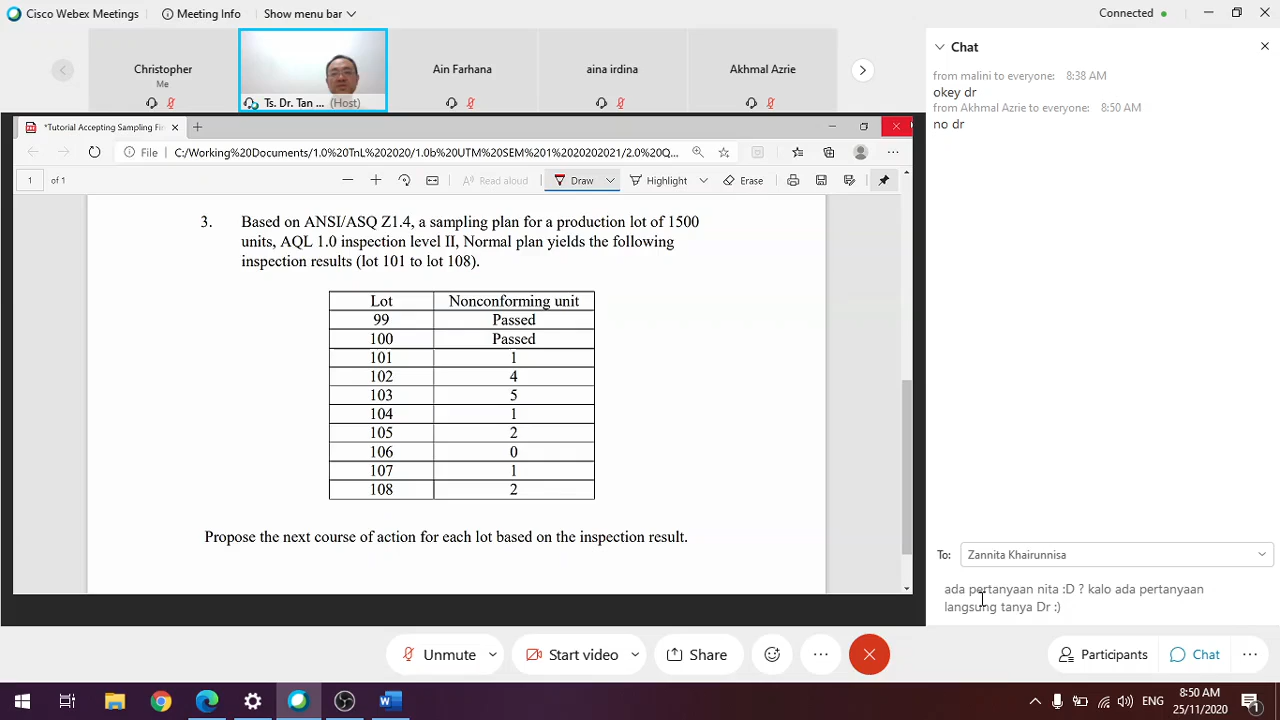 Cisco Webex Meetings
Meeting Info
Show menu bar
Connected
Christopher
Me
Ts. Dr. Tan ... (Host)
Ain Farhana
aina irdina
Akhmal Azrie
*Tutorial Accepting Sampling Fi
File
C:/Working%20Documents/1.0%20TnL%202020/1.0b%20UTM%20SEM%201%2020202021/2.0%20Q...
1 of 1
Read aloud
Draw
Highlight
Erase
3. Based on ANSI/ASQ Z1.4, a sampling plan for a production lot of 1500
units, AQL 1.0 inspection level II, Normal plan yields the following
inspection results (lot 101 to lot 108).
Lot Nonconforming unit
99 Passed
100 Passed
101 1
102 4
103 5
104 1
105 2
106 0
107 1
108 2
Propose the next course of action for each lot based on the inspection result.
Chat
from malini to everyone: 8:38 AM
okey dr
from Akhmal Azrie to everyone: 8:50 AM
no dr
To: Zannita Khairunnisa
ada pertanyaan nita :D ? kalo ada pertanyaan
langsung tanya Dr :)
Unmute
Start video
Share
Participants
Chat
ENG
8:50 AM
25/11/2020
1